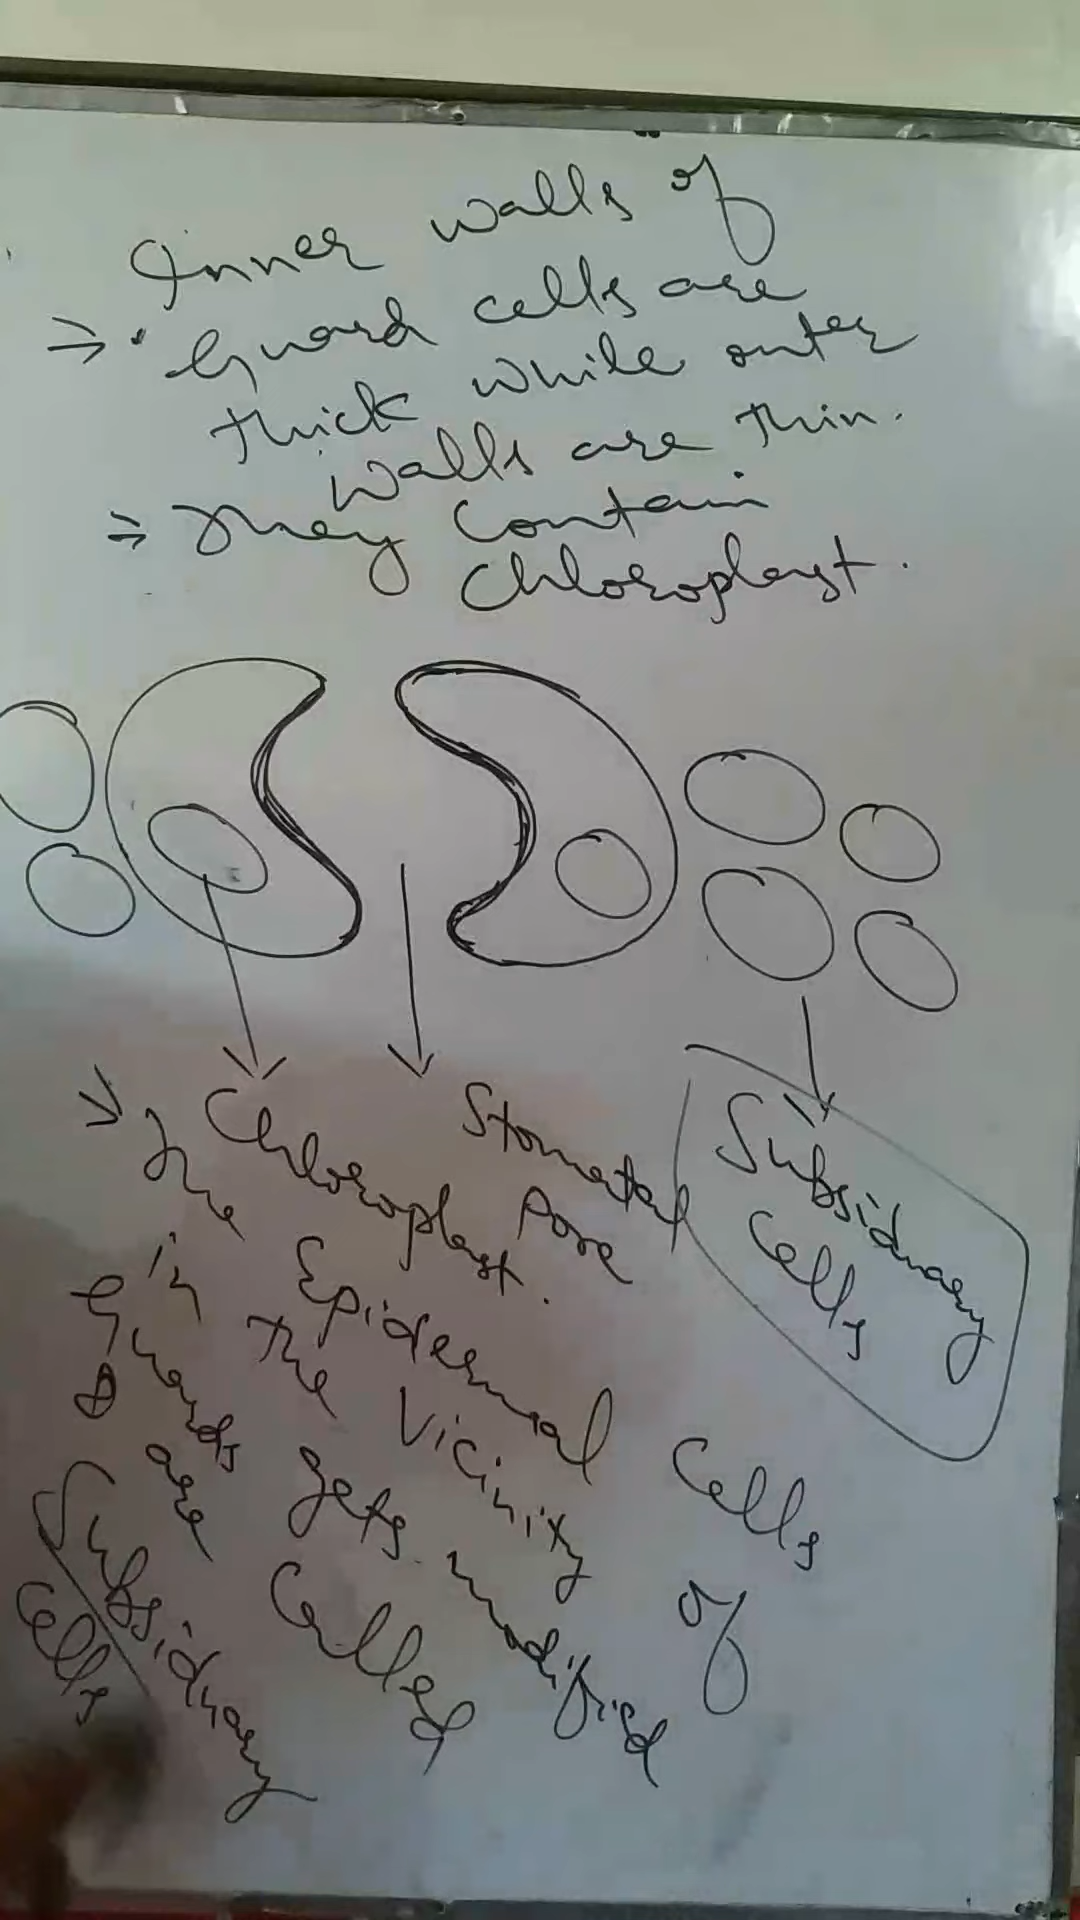 Inner walls of
⇒ • Guard cells are
thick while outer
walls are thin.
⇒ They Contain
Chloroplast.
Chloroplast.
Stomatal
Pore
Subsidiary
Cells
⇒ The Epidermal Cells
in the Vicinity of
Guards gets modified
& are Called
Subsidiary
Cells